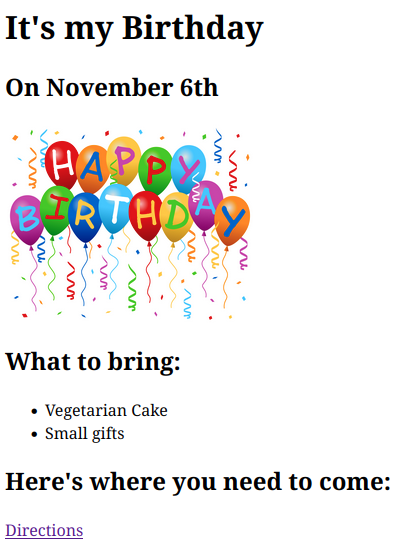 It's my Birthday
On November 6th
HAPPY
BIRTHDAY
What to bring:
Vegetarian Cake
Small gifts
Here's where you need to come:
Directions